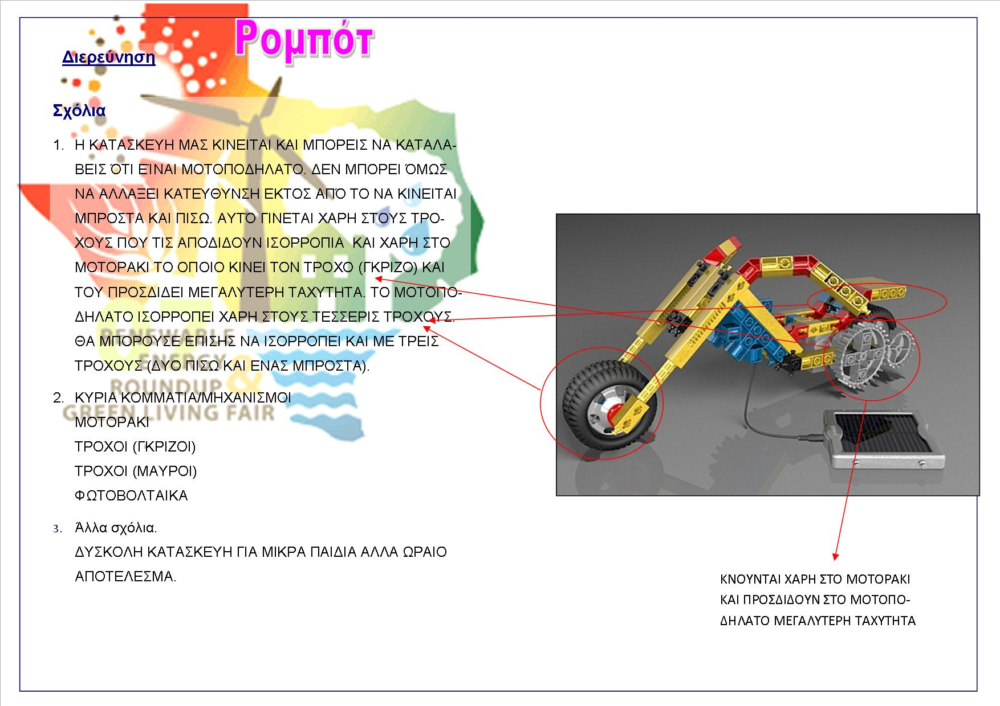 Ρομπότ
Διερεύνηση
Σχόλια
1. Η ΚΑΤΑΣΚΕΥΗ ΜΑΣ ΚΙΝΕΙΤΑΙ ΚΑΙ ΜΠΟΡΕΙΣ ΝΑ ΚΑΤΑΛΑ-
ΒΕΙΣ ΌΤΙ ΕΊΝΑΙ ΜΟΤΟΠΟΔΗΛΑΤΟ. ΔΕΝ ΜΠΟΡΕΙ ΌΜΩΣ
ΝΑ ΑΛΛΑΞΕΙ ΚΑΤΕΥΘΥΝΣΗ ΕΚΤΟΣ ΑΠΌ ΤΟ ΝΑ ΚΙΝΕΙΤΑΙ
ΜΠΡΟΣΤΑ ΚΑΙ ΠΙΣΩ. ΑΥΤΌ ΓΙΝΕΤΑΙ ΧΑΡΗ ΣΤΟΥΣ ΤΡΟ-
ΧΟΥΣ ΠΟΥ ΤΙΣ ΑΠΟΔΙΔΟΥΝ ΙΣΟΡΡΟΠΙΑ ΚΑΙ ΧΑΡΗ ΣΤΟ
ΜΟΤΟΡΑΚΙ ΤΟ ΟΠΟΙΟ ΚΙΝΕΙ ΤΟΝ ΤΡΟΧΟ (ΓΚΡΙΖΟ) ΚΑΙ
ΤΟΥ ΠΡΟΣΔΙΔΕΙ ΜΕΓΑΛΥΤΕΡΗ ΤΑΧΥΤΗΤΑ. ΤΟ ΜΟΤΟΠΟ-
ΔΗΛΑΤΟ ΙΣΟΡΡΟΠΕΙ ΧΑΡΗ ΣΤΟΥΣ ΤΕΣΣΕΡΙΣ ΤΡΟΧΟΥΣ.
ΘΑ ΜΠΟΡΟΥΣΕ ΕΠΙΣΗΣ ΝΑ ΙΣΟΡΡΟΠΕΙ ΚΑΙ ΜΕ ΤΡΕΙΣ
ΤΡΟΧΟΥΣ (ΔΥΟ ΠΙΣΩ ΚΑΙ ΕΝΑΣ ΜΠΡΟΣΤΑ).
2. ΚΥΡΙΑ ΚΟΜΜΑΤΙΑ/ΜΗΧΑΝΙΣΜΟΙ
ΜΟΤΟΡΑΚΙ
ΤΡΟΧΟΙ (ΓΚΡΙΖΟΙ)
ΤΡΟΧΟΙ (ΜΑΥΡΟΙ)
ΦΩΤΟΒΟΛΤΑΙΚΑ
3. Άλλα σχόλια.
ΔΥΣΚΟΛΗ ΚΑΤΑΣΚΕΥΗ ΓΙΑ ΜΙΚΡΑ ΠΑΙΔΙΑ ΑΛΛΑ ΩΡΑΙΟ
ΑΠΟΤΕΛΕΣΜΑ.
RENEWABLE
ENERGY
ROUNDUP &
GREEN LIVING FAIR
ΚΝΟΥΝΤΑΙ ΧΑΡΗ ΣΤΟ ΜΟΤΟΡΑΚΙ
ΚΑΙ ΠΡΟΣΔΙΔΟΥΝ ΣΤΟ ΜΟΤΟΠΟ-
ΔΗΛΑΤΟ ΜΕΓΑΛΥΤΕΡΗ ΤΑΧΥΤΗΤΑ